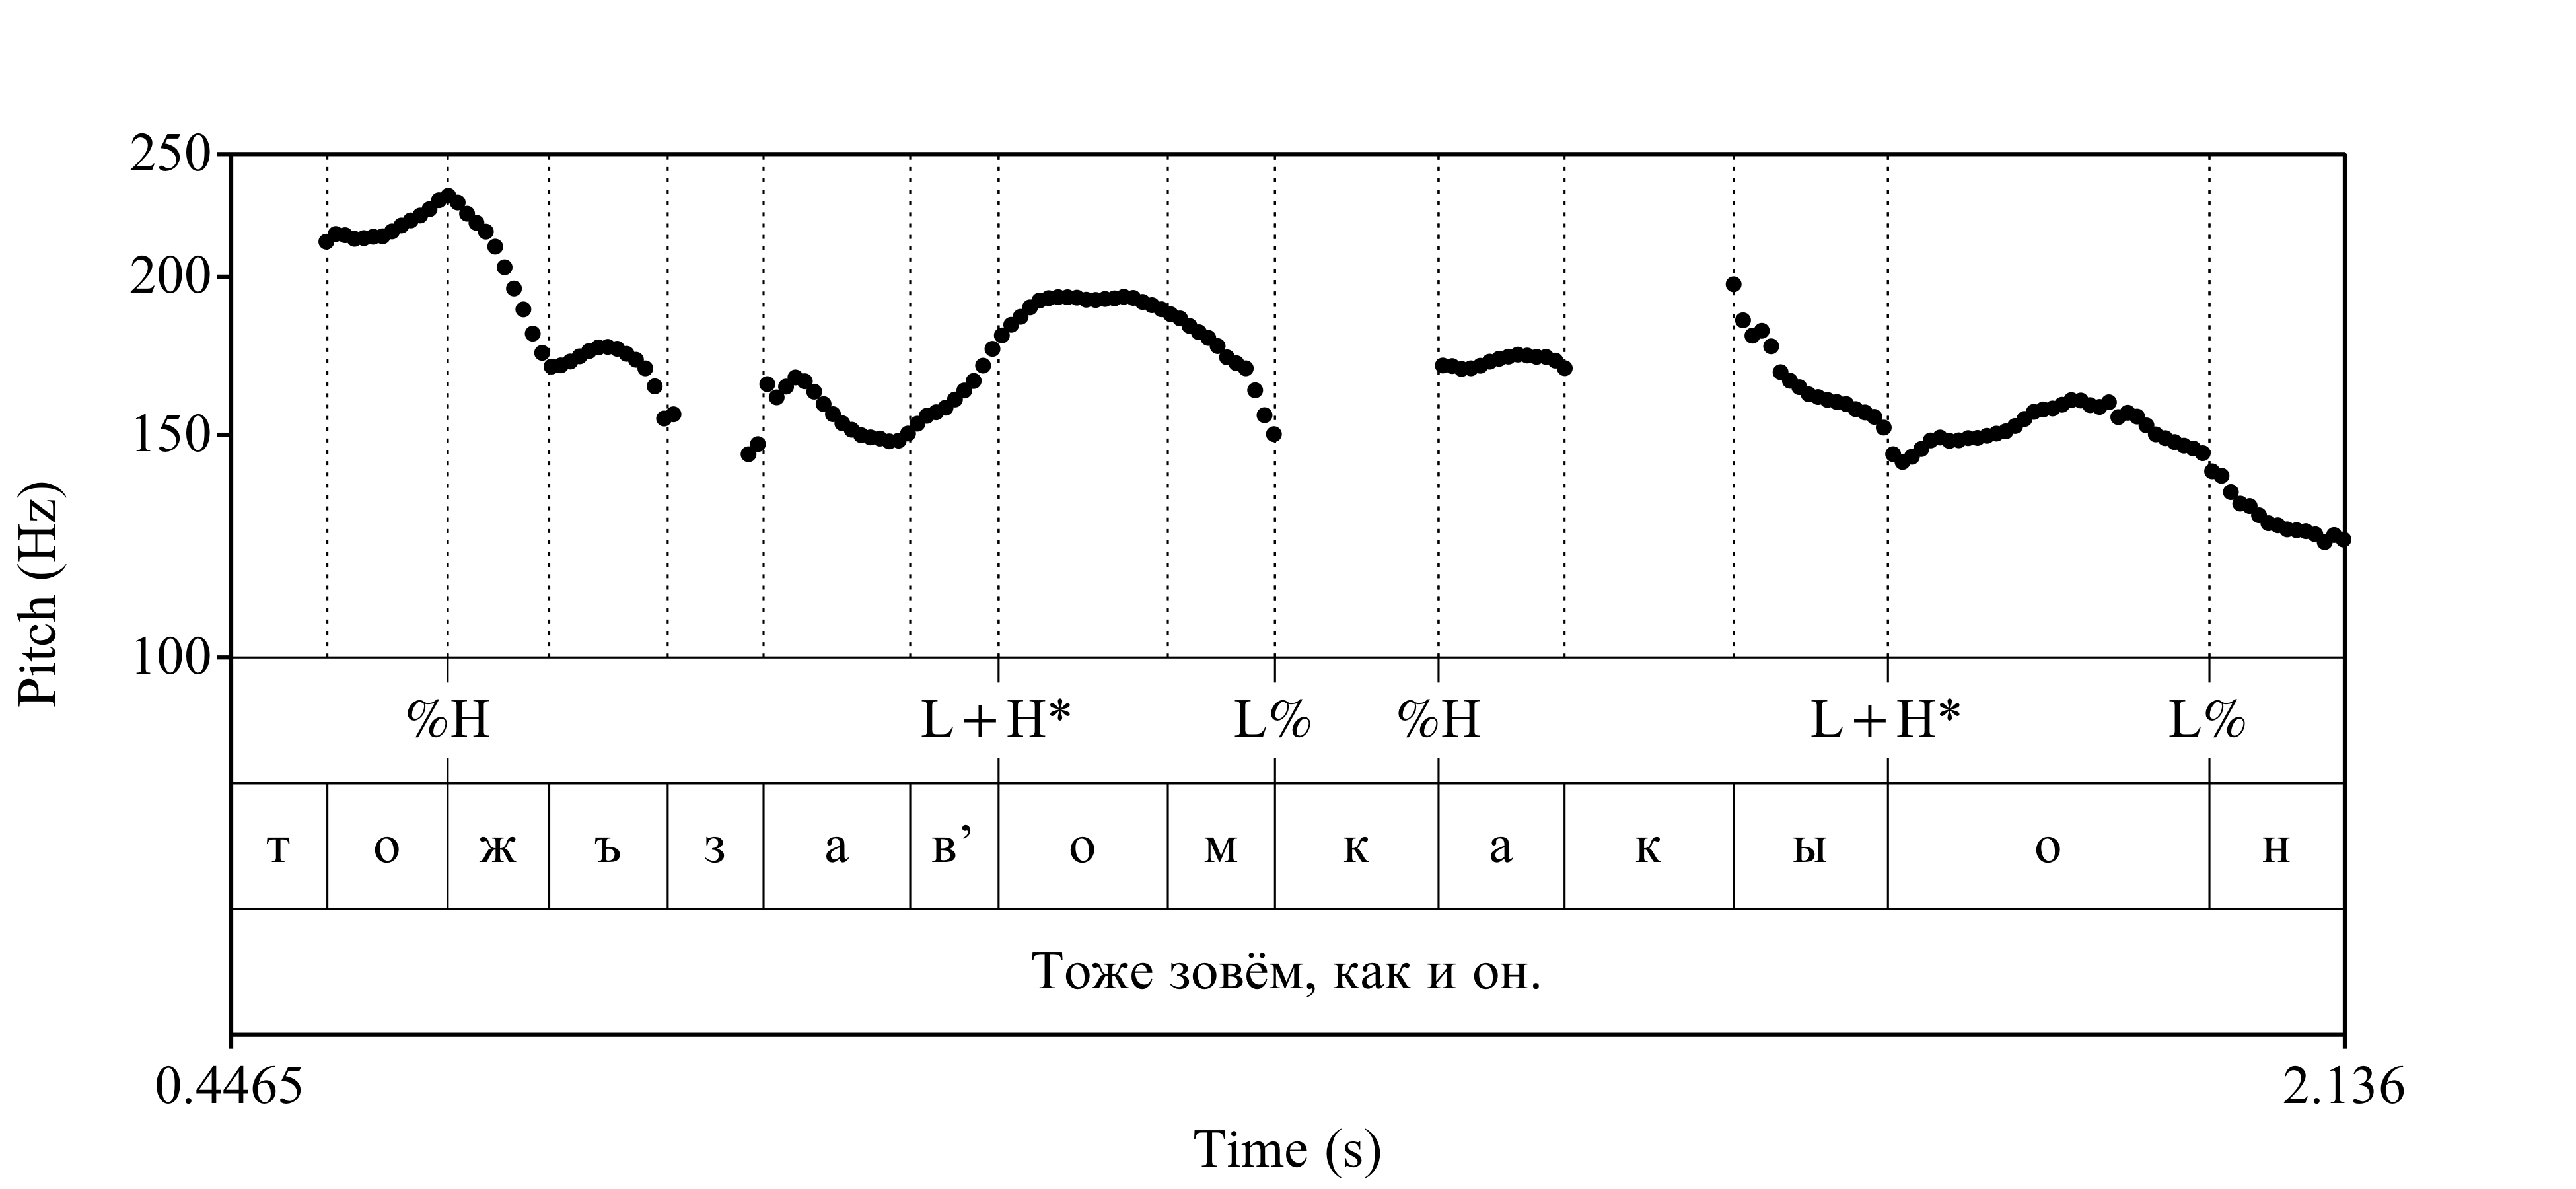 250
200
150
100
Pitch (Hz)
%H L+H* L% %H L+H* L%
т о ж ъ з а в’ о м к а к ы о н
Тоже зовём, как и он.
0.4465 2.136
Time (s)